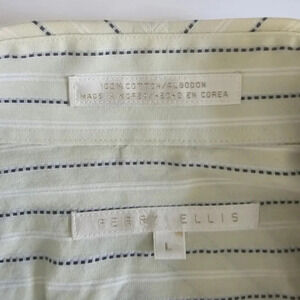 100% COTTON/ALGODON
MADE IN KOREA/HECHO EN COREA
PERRY ELLIS
L